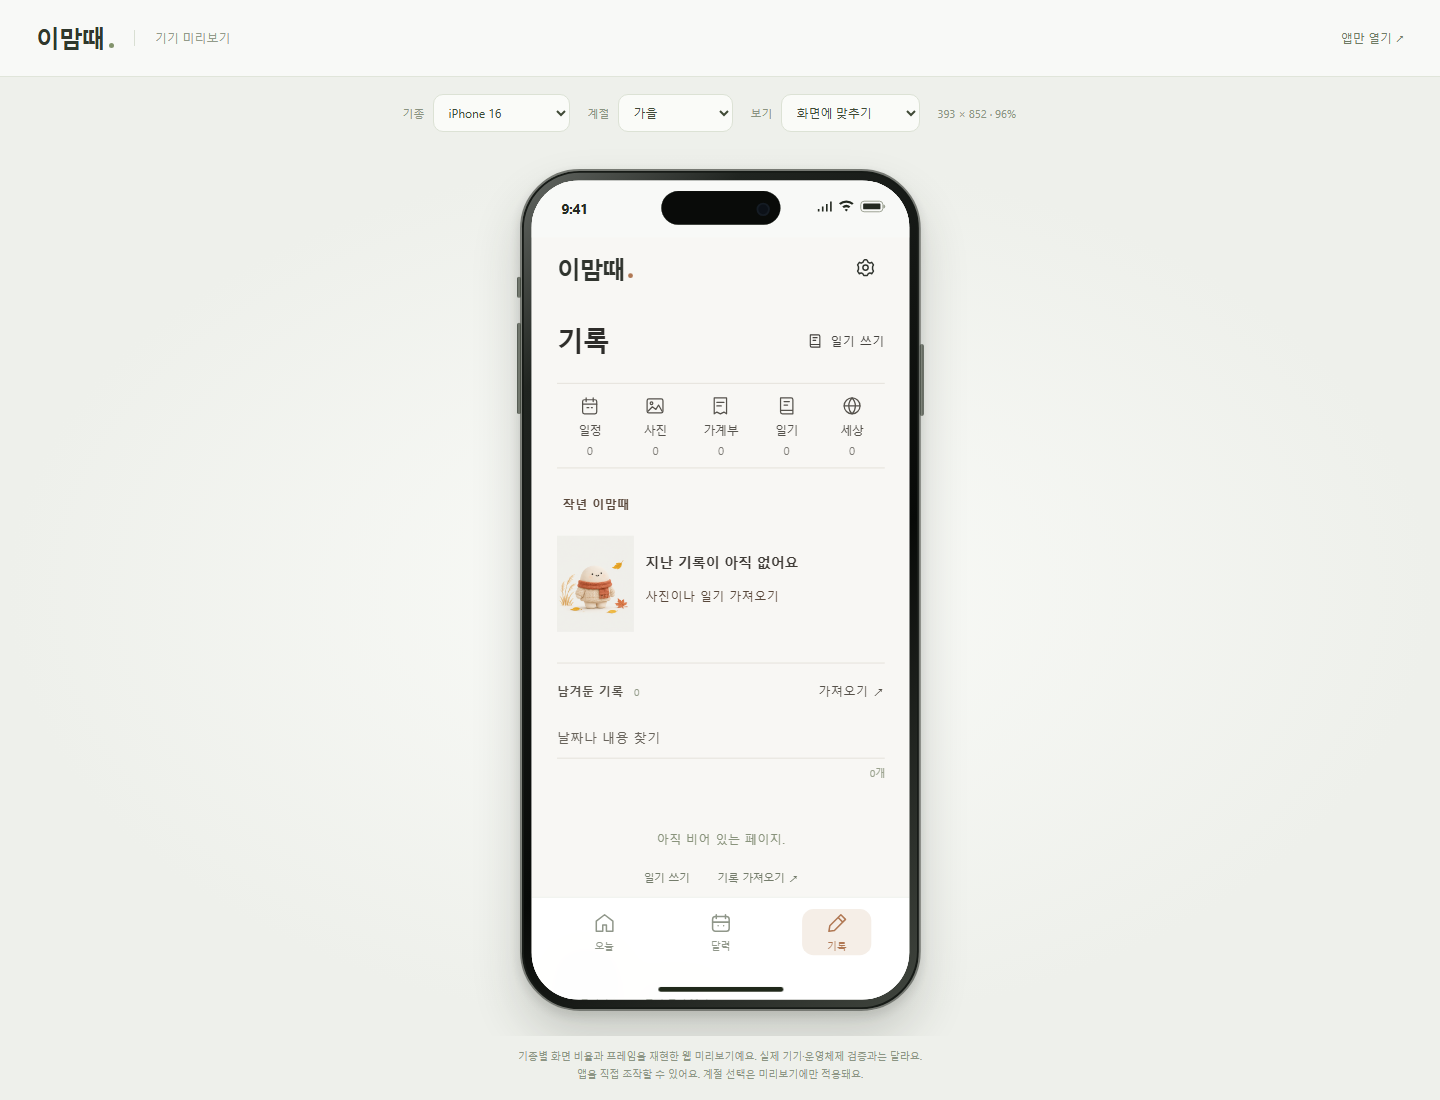 이맘때.
기기 미리보기
앱만 열기 ↗
기종 iPhone 16 계절 가을 보기 화면에 맞추기 393 × 852 · 96%
9:41
이맘때.
기록
일기 쓰기
일정 사진 가계부 일기 세상
0 0 0 0 0
작년 이맘때
지난 기록이 아직 없어요
사진이나 일기 가져오기
남겨둔 기록 0
가져오기 ↗
날짜나 내용 찾기
0개
아직 비어 있는 페이지.
일기 쓰기 기록 가져오기 ↗
오늘 달력 기록
기종별 화면 비율과 프레임을 재현한 웹 미리보기예요. 실제 기기·운영체제 검증과는 달라요.
앱을 직접 조작할 수 있어요. 계절 선택은 미리보기에만 적용돼요.